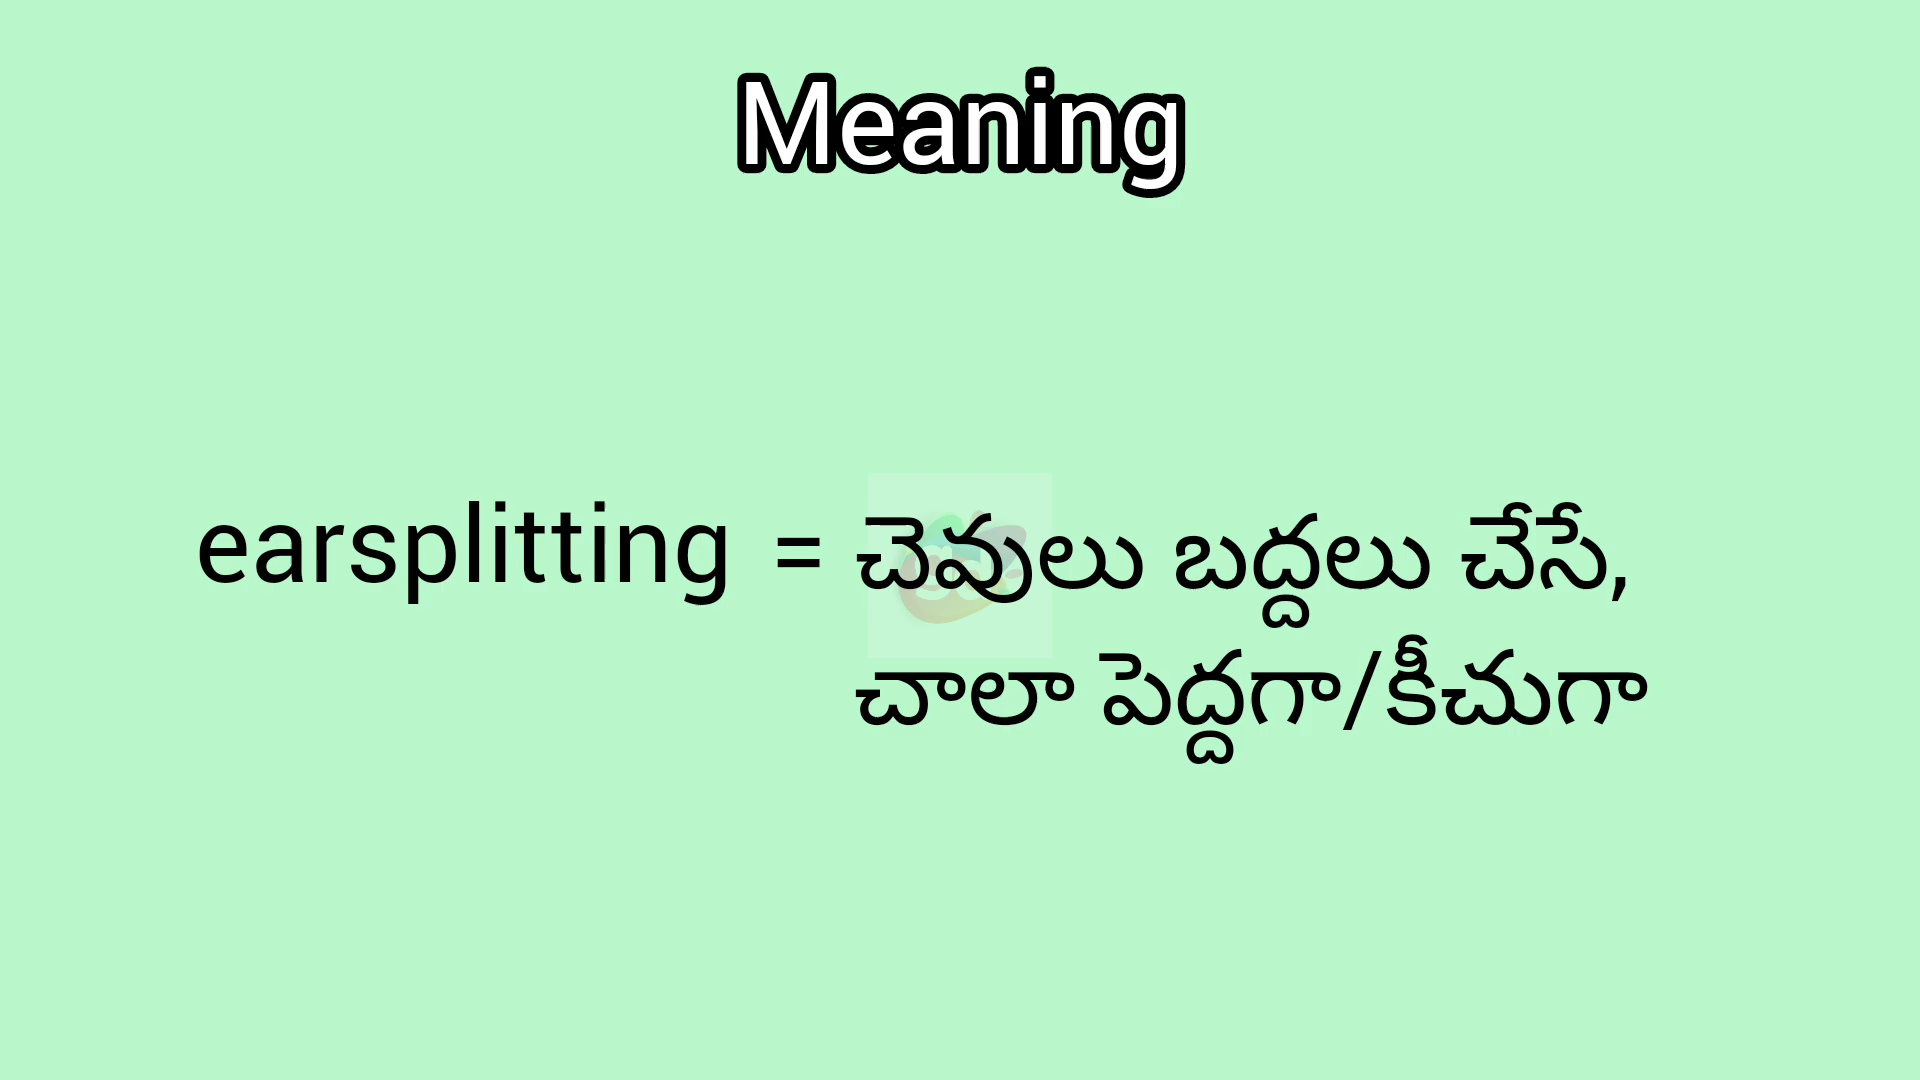 Meaning
earsplitting = చెవులు బద్దలు చేసే,
చాలా పెద్దగా/కీచుగా